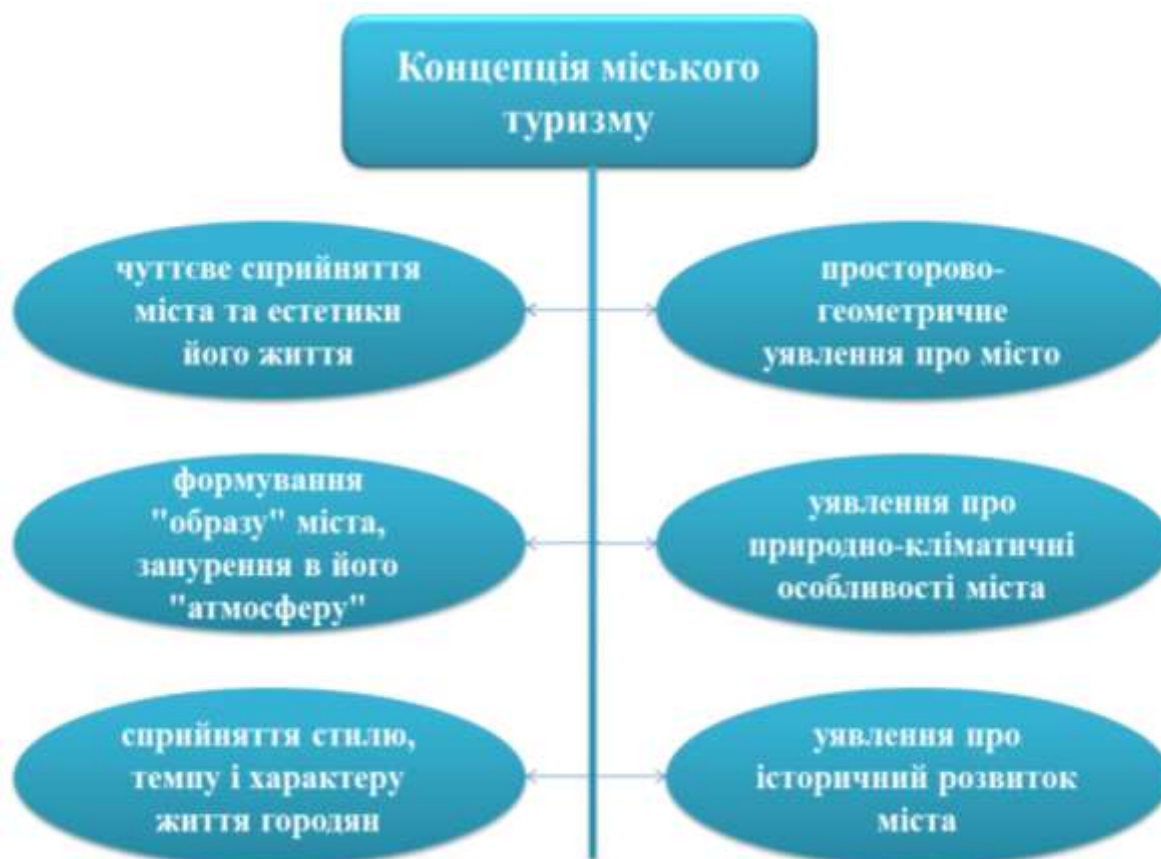 Концепція міського
туризму
чуттєве сприйняття
міста та естетики
його життя
просторово-
геометричне
уявлення про місто
формування
"образу" міста,
занурення в його
"атмосферу"
уявлення про
природно-кліматичні
особливості міста
сприйняття стилю,
темпу і характеру
життя городян
уявлення про
історичний розвиток
міста